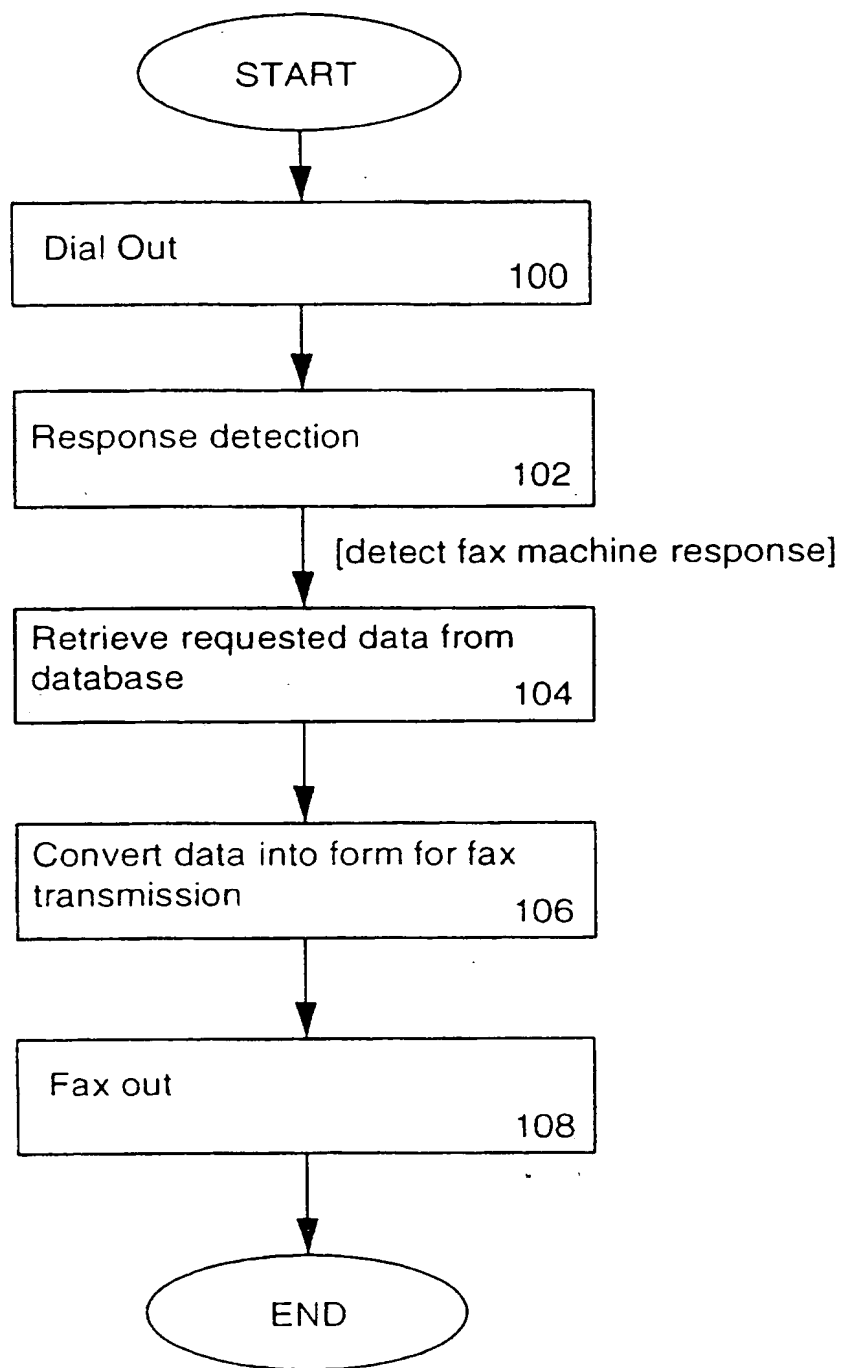 START
Dial Out
100
Response detection
102
[detect fax machine response]
Retrieve requested data from
database
104
Convert data into form for fax
transmission
106
Fax out
108
END